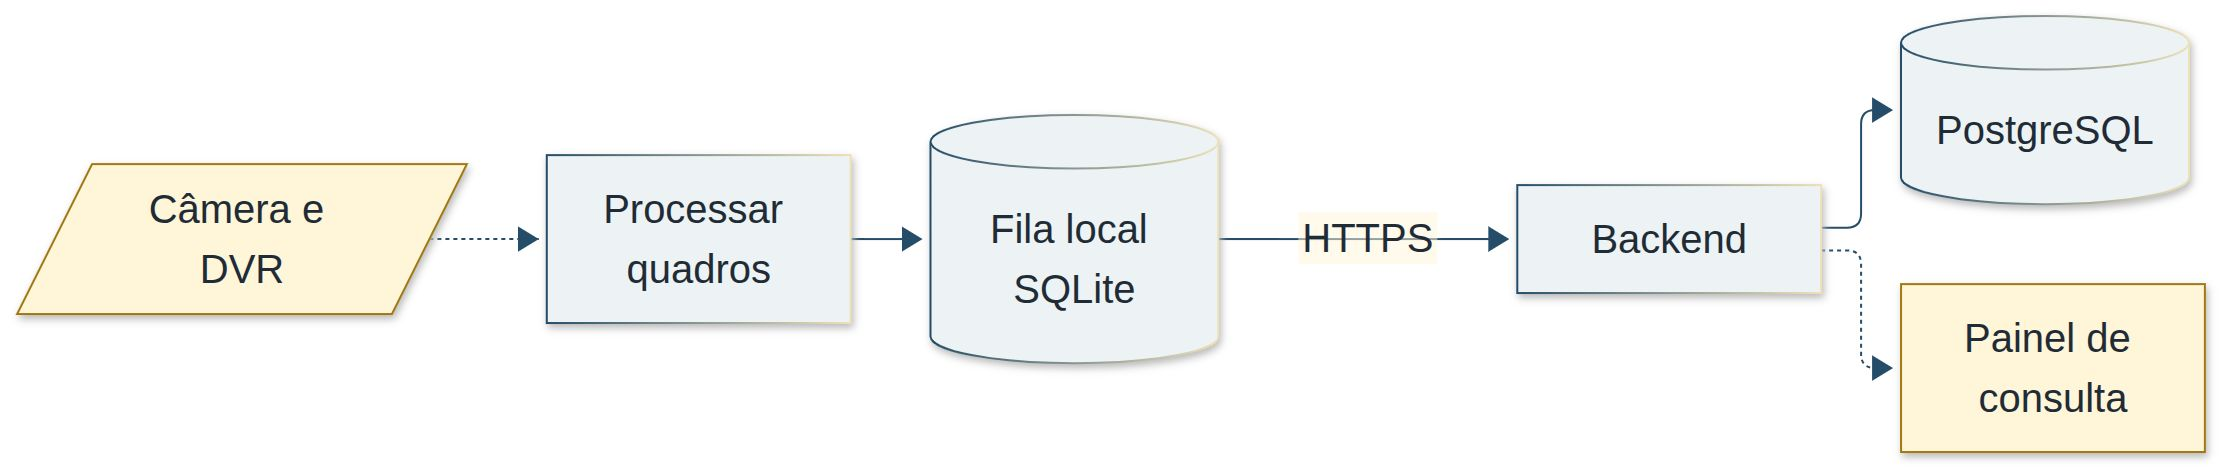 Câmera e
DVR
Processar
quadros
Fila local
SQLite
HTTPS
Backend
PostgreSQL
Painel de
consulta